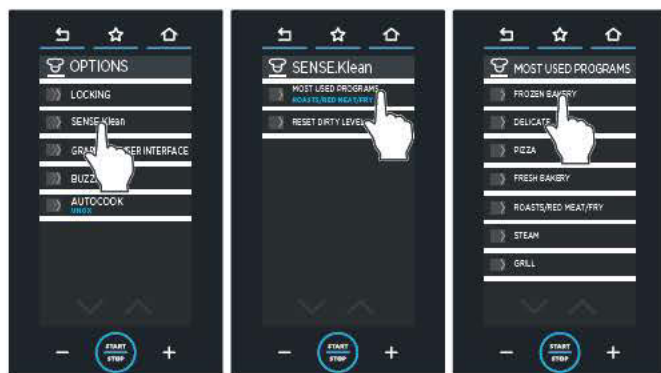 OPTIONS
LOCKING
SENSE.Klean
INTERFACE
AUTOCOOK
UNOX
START
STOP
SENSE.Klean
MOST USED PROGRAMS
ROASTS/RED MEAT/FRY
RESET DIRTY LEVEL
START
STOP
MOST USED PROGRAMS
FROZEN BAKERY
DELICATE
PIZZA
FRESH BAKERY
ROASTS/RED MEAT/FRY
STEAM
GRILL
START
STOP